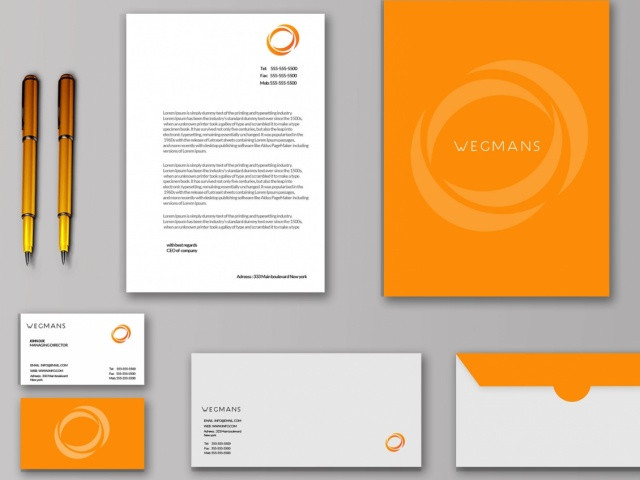 Tel: 555-555-5500
Fax: 555-555-5500
Mob: 555-555-5500
Lorem Ipsum is simply dummy text of the printing and typesetting industry.
Lorem Ipsum has been the industry's standard dummy text ever since the 1500s,
when an unknown printer took a galley of type and scrambled it to make a type
specimen book. It has survived not only five centuries, but also the leap into
electronic typesetting, remaining essentially unchanged. It was popularised in the
1960s with the release of Letraset sheets containing Lorem Ipsum passages,
and more recently with desktop publishing software like Aldus PageMaker including
versions of Lorem Ipsum.
Lorem Ipsum is simply dummy text of the printing and typesetting industry.
Lorem Ipsum has been the industry's standard dummy text ever since the 1500s,
when an unknown printer took a galley of type and scrambled it to make a type
specimen book. It has survived not only five centuries, but also the leap into
electronic typesetting, remaining essentially unchanged. It was popularised in the
1960s with the release of Letraset sheets containing Lorem Ipsum passages,
and more recently with desktop publishing software like Aldus PageMaker including
versions of Lorem Ipsum.
Lorem Ipsum is simply dummy text of the printing and typesetting industry.
Lorem Ipsum has been the industry's standard dummy text ever since the 1500s,
when an unknown printer took a galley of type and scrambled it to make a type
with best regards
CEO of company
Adress : 333 Main boulevard New york
WEGMANS
WEGMANS
MANAGING DIRECTOR
EMAIL: INFO@EMAIL.COM
WEB: WWW.INFO.COM
Adress : 333 Main boulevard
New york
Tel: 555-555-5500
Fax: 555-555-5500
Mob: 555-555-5500
WEGMANS
EMAIL: INFO@EMAIL.COM
WEB: WWW.INFO.COM
Adress : 333 Main boulevard
New york
Tel: 555-555-5500
Fax: 555-555-5500
Mob: 555-555-5500